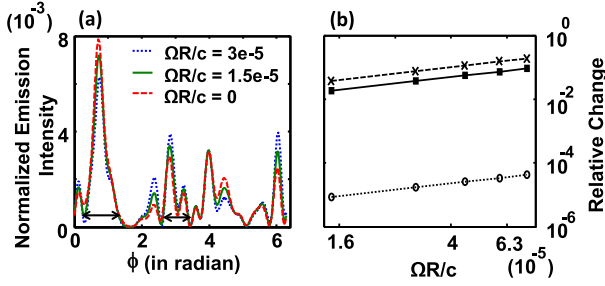 (10⁻³)
(a)
8
4
0
Normalized Emission
Intensity
ΩR/c = 3e-5
ΩR/c = 1.5e-5
ΩR/c = 0
0 2 4 6
ϕ (in radian)
(b)
10⁰
10⁻²
10⁻⁴
10⁻⁶
Relative Change
1.6 4 6.3
(10⁻⁵)
ΩR/c